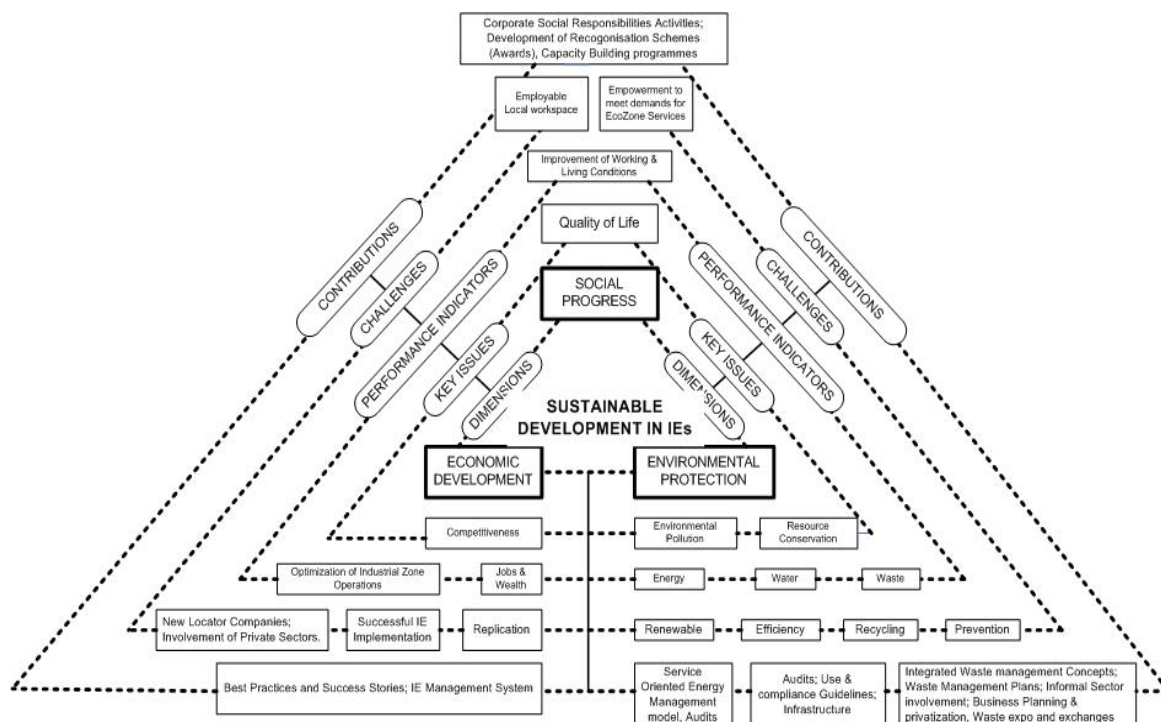 Corporate Social Responsibilities Activities;
Development of Recogonisation Schemes
(Awards), Capacity Building programmes
Employable
Local workspace
Empowerment to
meet demands for
EcoZone Services
Improvement of Working &
Living Conditions
Quality of Life
SOCIAL
PROGRESS
CONTRIBUTIONS
CHALLENGES
PERFORMANCE INDICATORS
KEY ISSUES
DIMENSIONS
DIMENSIONS
KEY ISSUES
PERFORMANCE INDICATORS
CHALLENGES
CONTRIBUTIONS
SUSTAINABLE
DEVELOPMENT IN IEs
ECONOMIC
DEVELOPMENT
ENVIRONMENTAL
PROTECTION
Competitiveness
Environmental
Pollution
Resource
Conservation
Optimization of Industrial Zone
Operations
Jobs &
Wealth
Energy
Water
Waste
New Locator Companies;
Involvement of Private Sectors.
Successful IE
Implementation
Replication
Renewable
Efficiency
Recycling
Prevention
Best Practices and Success Stories; IE Management System
Service
Oriented Energy
Management
model, Audits
Audits; Use &
compliance Guidelines;
Infrastructure
Integrated Waste management Concepts;
Waste Management Plans; Informal Sector
involvement; Business Planning &
privatization, Waste expo and exchanges